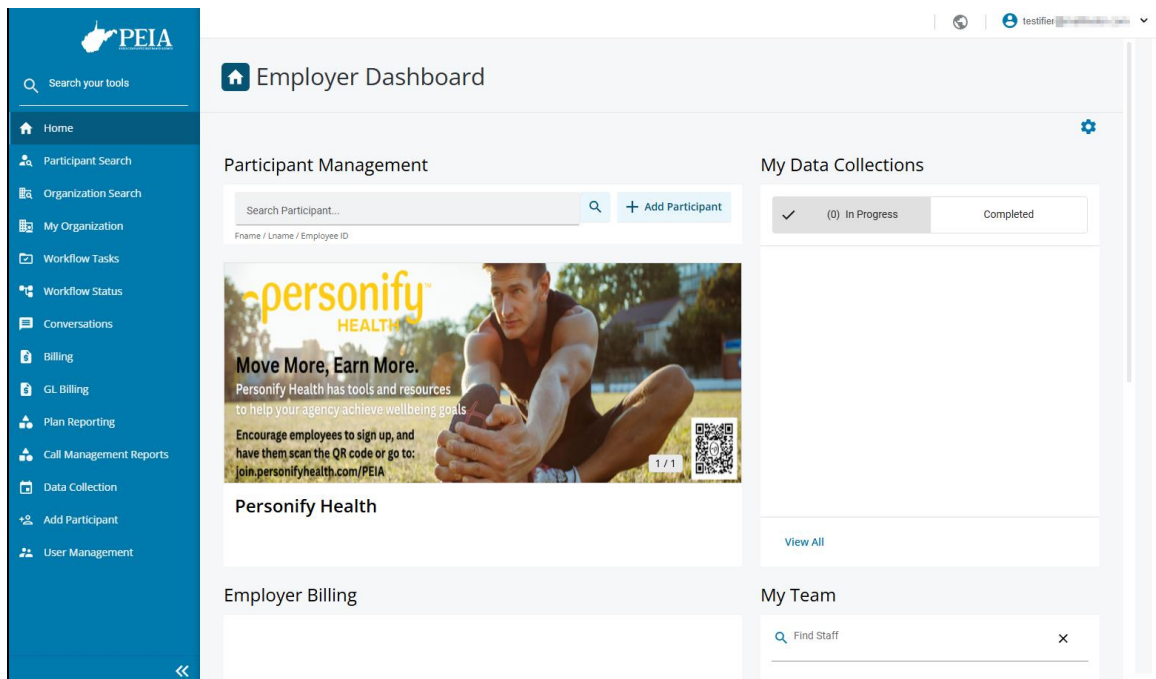 PEIA
testifier
Search your tools
Employer Dashboard
Home
Participant Search
Organization Search
My Organization
Workflow Tasks
Workflow Status
Conversations
Billing
GL Billing
Plan Reporting
Call Management Reports
Data Collection
Add Participant
User Management
Participant Management
Search Participant...
+ Add Participant
Fname / Lname / Employee ID
personify
HEALTH
Move More, Earn More.
Personify Health has tools and resources
to help your agency achieve wellbeing goals
Encourage employees to sign up, and
have them scan the QR code or go to:
join.personifyhealth.com/PEIA
1 / 1
Personify Health
My Data Collections
(0) In Progress
Completed
View All
Employer Billing
My Team
Find Staff